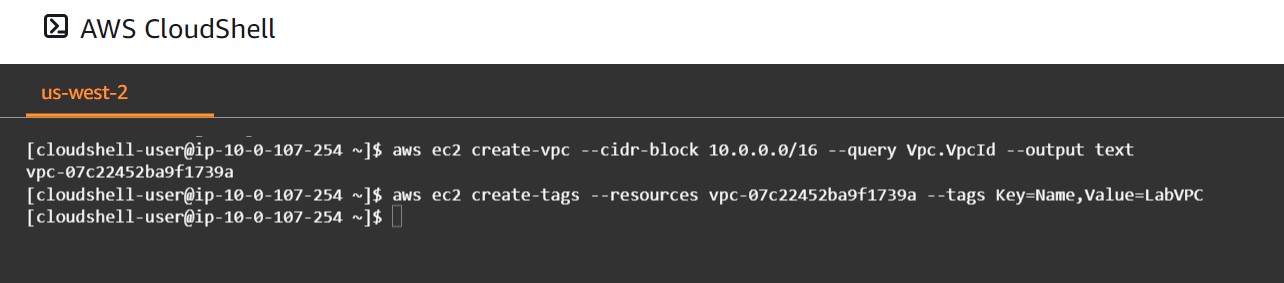 AWS CloudShell
us-west-2
[cloudshell-user@ip-10-0-107-254 ~]$ aws ec2 create-vpc --cidr-block 10.0.0.0/16 --query Vpc.VpcId --output text
vpc-07c22452ba9f1739a
[cloudshell-user@ip-10-0-107-254 ~]$ aws ec2 create-tags --resources vpc-07c22452ba9f1739a --tags Key=Name,Value=LabVPC
[cloudshell-user@ip-10-0-107-254 ~]$